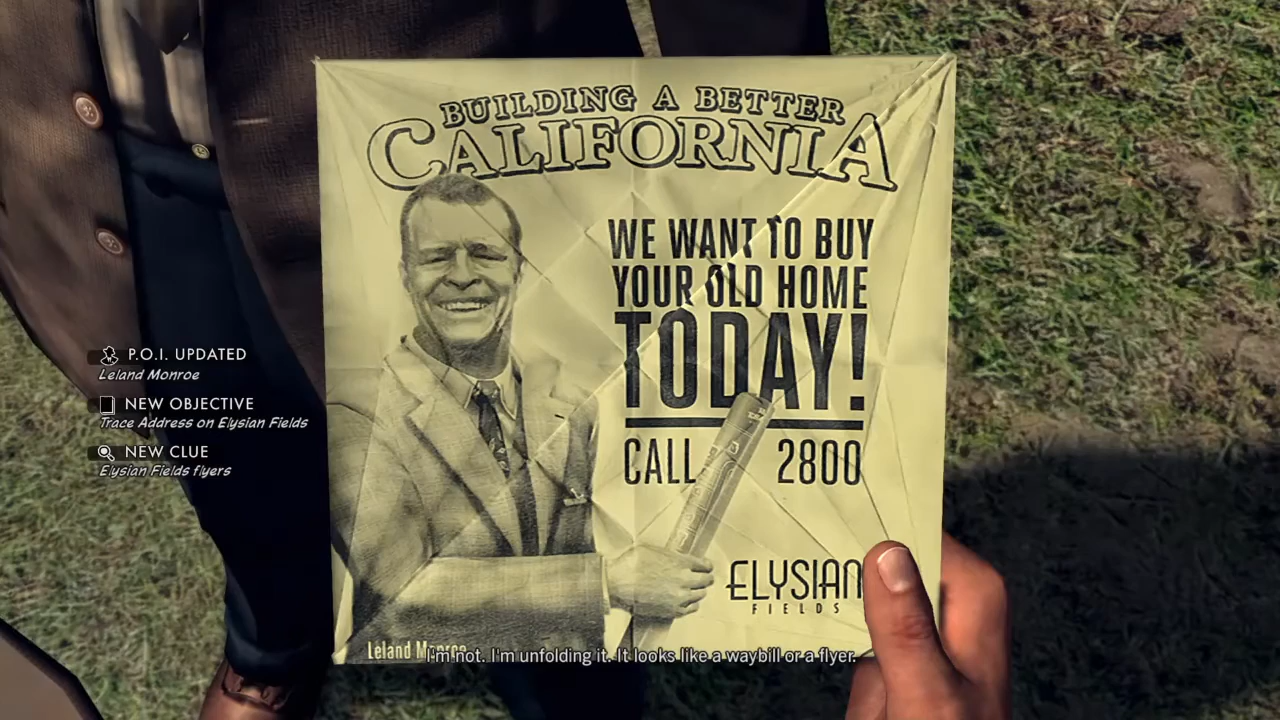 BUILDING A BETTER
CALIFORNIA
WE WANT TO BUY
YOUR OLD HOME
TODAY!
CALL 2800
ELYSIAN
FIELDS
Leland Monroe
P.O.I. UPDATED
Leland Monroe
NEW OBJECTIVE
Trace Address on Elysian Fields
NEW CLUE
Elysian Fields flyers
I'm not. I'm unfolding it. It looks like a waybill or a flyer.